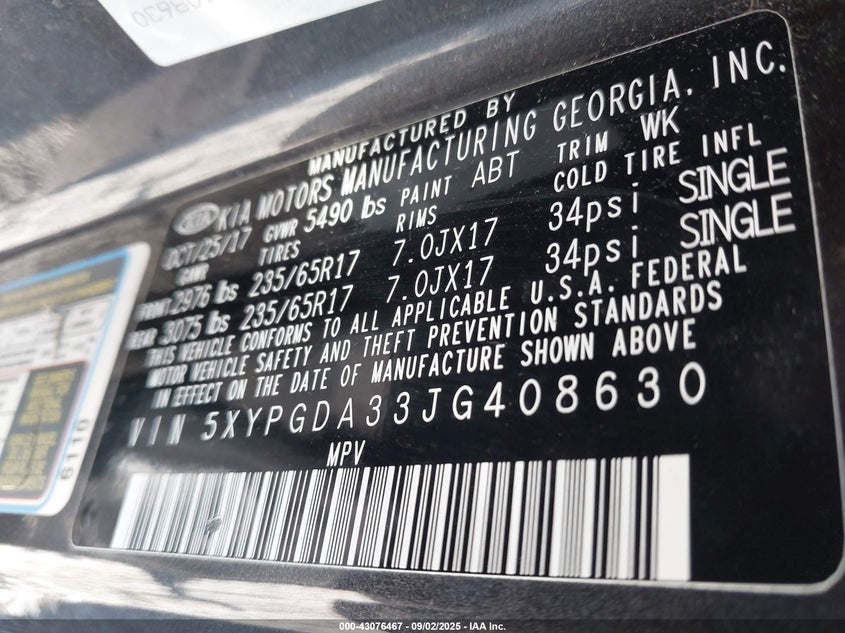 MANUFACTURED BY
KIA KIA MOTORS MANUFACTURING GEORGIA, INC.
OCT/25/17 GVWR 5490 lbs PAINT ABT TRIM WK
GAWR TIRES RIMS COLD TIRE INFL
FRONT 2976 lbs 235/65R17 7.0JX17 34psi SINGLE
REAR 3075 lbs 235/65R17 7.0JX17 34psi SINGLE
THIS VEHICLE CONFORMS TO ALL APPLICABLE U.S.A. FEDERAL
MOTOR VEHICLE SAFETY AND THEFT PREVENTION STANDARDS
IN EFFECT ON THE DATE OF MANUFACTURE SHOWN ABOVE
VIN 5XYPGDA33JG408630
MPV
6110
000-43076467 - 09/02/2025 - IAA Inc.